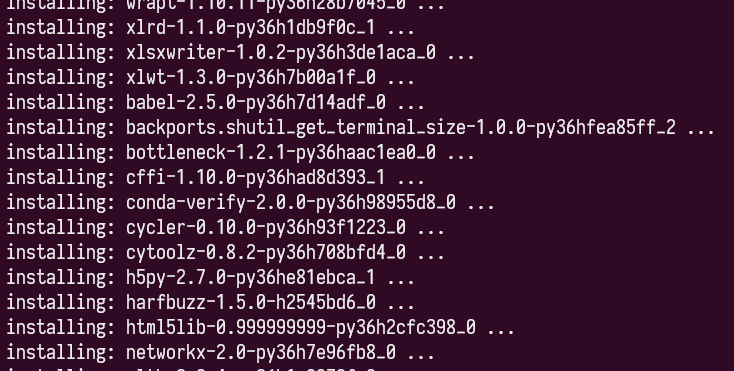 installing: wrapt-1.10.11-py36h28b7045_0 ...
installing: xlrd-1.1.0-py36h1db9f0c_1 ...
installing: xlsxwriter-1.0.2-py36h3de1aca_0 ...
installing: xlwt-1.3.0-py36h7b00a1f_0 ...
installing: babel-2.5.0-py36h7d14adf_0 ...
installing: backports.shutil_get_terminal_size-1.0.0-py36hfea85ff_2 ...
installing: bottleneck-1.2.1-py36haac1ea0_0 ...
installing: cffi-1.10.0-py36had8d393_1 ...
installing: conda-verify-2.0.0-py36h98955d8_0 ...
installing: cycler-0.10.0-py36h93f1223_0 ...
installing: cytoolz-0.8.2-py36h708bfd4_0 ...
installing: h5py-2.7.0-py36he81ebca_1 ...
installing: harfbuzz-1.5.0-h2545bd6_0 ...
installing: html5lib-0.999999999-py36h2cfc398_0 ...
installing: networkx-2.0-py36h7e96fb8_0 ...
installing: